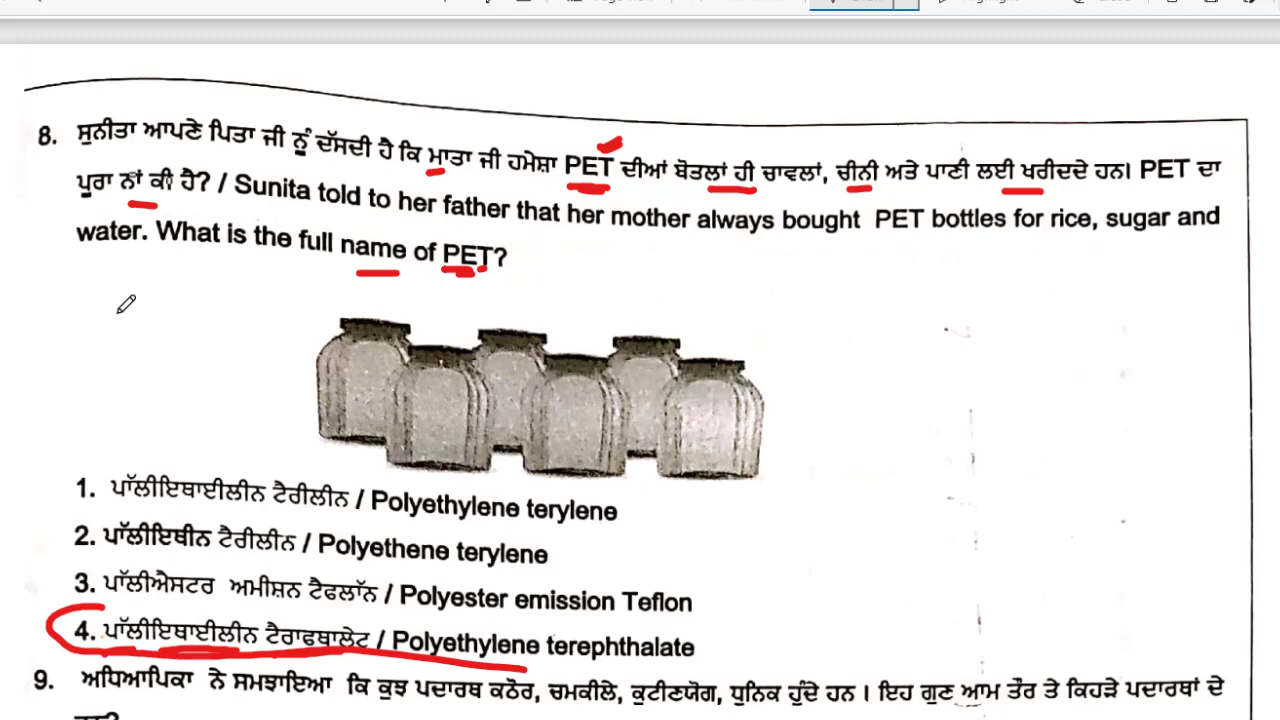 8. ਸੁਨੀਤਾ ਆਪਣੇ ਪਿਤਾ ਜੀ ਨੂੰ ਦੱਸਦੀ ਹੈ ਕਿ ਮਾਤਾ ਜੀ ਹਮੇਸ਼ਾ PET ਦੀਆਂ ਬੋਤਲਾਂ ਹੀ ਚਾਵਲਾਂ, ਚੀਨੀ ਅਤੇ ਪਾਣੀ ਲਈ ਖਰੀਦਦੇ ਹਨ। PET ਦਾ
ਪੂਰਾ ਨਾਂ ਕੀ ਹੈ? / Sunita told to her father that her mother always bought PET bottles for rice, sugar and
water. What is the full name of PET?
1. ਪਾੱਲੀਇਥਾਈਲੀਨ ਟੈਰੀਲੀਨ / Polyethylene terylene
2. ਪਾੱਲੀਇਥੀਨ ਟੈਰੀਲੀਨ / Polyethene terylene
3. ਪਾੱਲੀਐਸਟਰ ਅਮੀਸ਼ਨ ਟੈਫਲਾੱਨ / Polyester emission Teflon
4. ਪਾੱਲੀਇਥਾਈਲੀਨ ਟੈਰਾਫਥਾਲੇਟ / Polyethylene terephthalate
9. ਅਧਿਆਪਿਕਾ ਨੇ ਸਮਝਾਇਆ ਕਿ ਕੁਝ ਪਦਾਰਥ ਕਠੋਰ, ਚਮਕੀਲੇ, ਕੁਟੀਣਯੋਗ, ਧੁਨਿਕ ਹੁੰਦੇ ਹਨ। ਇਹ ਗੁਣ ਆਮ ਤੌਰ ਤੇ ਕਿਹੜੇ ਪਦਾਰਥਾਂ ਦੇ